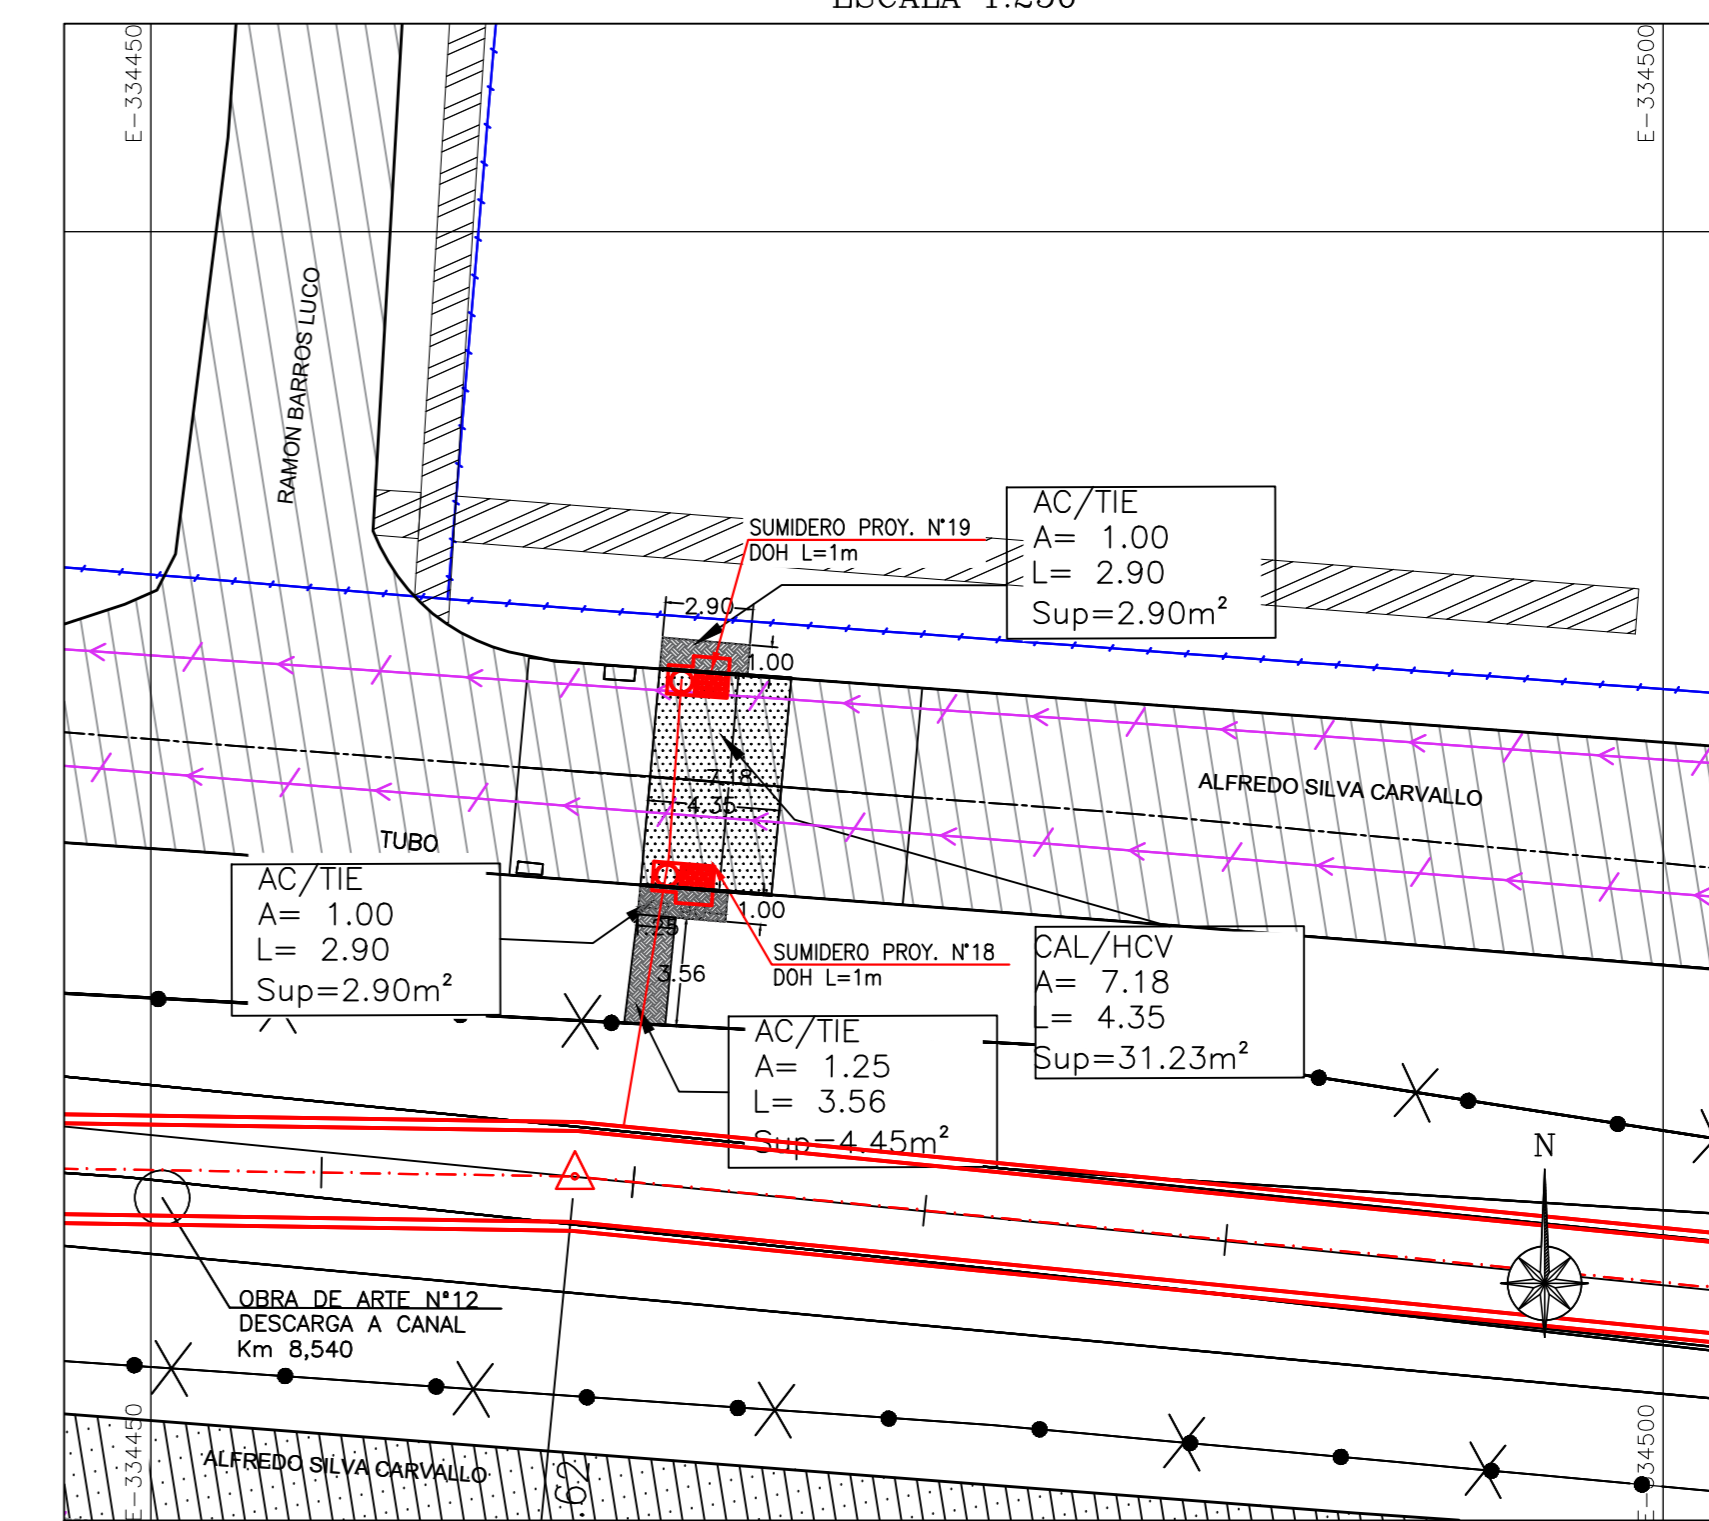 E-334450
E-334500
RAMON BARROS LUCO
SUMIDERO PROY. N°19
DOH L=1m
AC/TIE
A= 1.00
L= 2.90
Sup=2.90m²
2.90
1.00
7.18
4.35
ALFREDO SILVA CARVALLO
TUBO
AC/TIE
A= 1.00
L= 2.90
Sup=2.90m²
1.00
1.25
3.56
SUMIDERO PROY. N°18
DOH L=1m
CAL/HCV
A= 7.18
L= 4.35
Sup=31.23m²
AC/TIE
A= 1.25
L= 3.56
Sup=4.45m²
N
OBRA DE ARTE N°12
DESCARGA A CANAL
Km 8,540
E-334450
E-334500
ALFREDO SILVA CARVALLO
.62